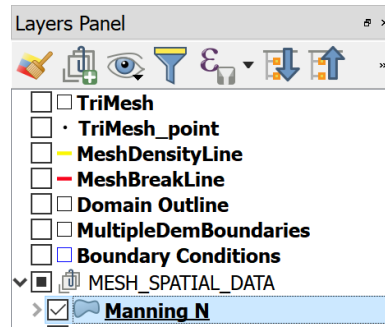 Layers Panel
TriMesh
TriMesh_point
MeshDensityLine
MeshBreakLine
Domain Outline
MultipleDemBoundaries
Boundary Conditions
MESH_SPATIAL_DATA
Manning N